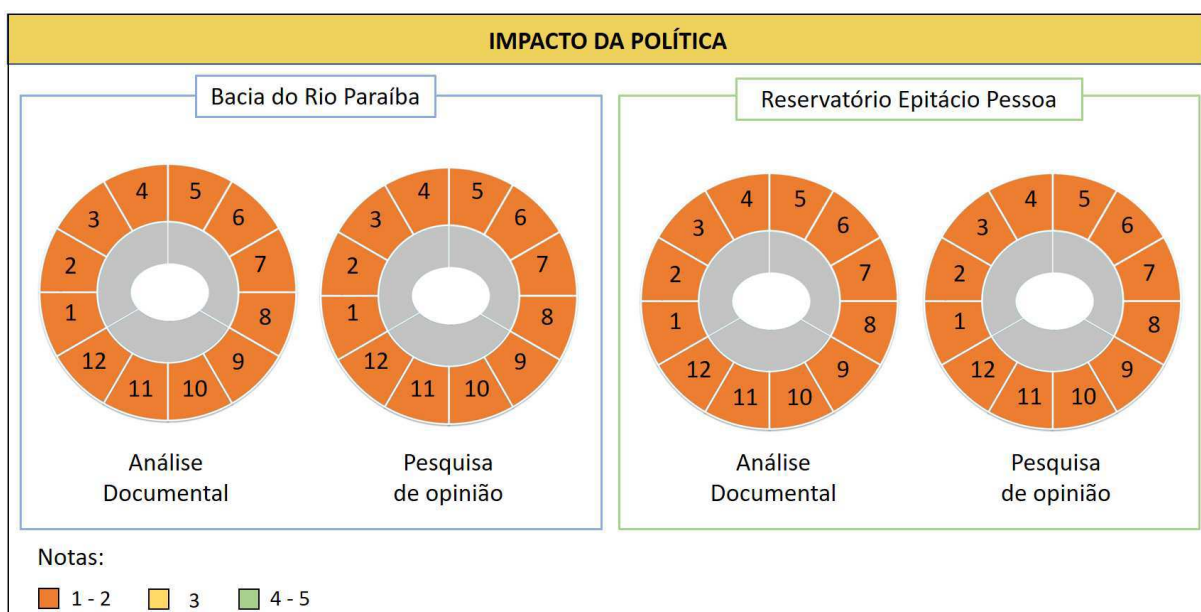 IMPACTO DA POLÍTICA
Bacia do Rio Paraíba
1 2 3 4 5 6 7 8 9 10 11 12
Análise
Documental
1 2 3 4 5 6 7 8 9 10 11 12
Pesquisa
de opinião
Reservatório Epitácio Pessoa
1 2 3 4 5 6 7 8 9 10 11 12
Análise
Documental
1 2 3 4 5 6 7 8 9 10 11 12
Pesquisa
de opinião
Notas:
1 - 2 3 4 - 5